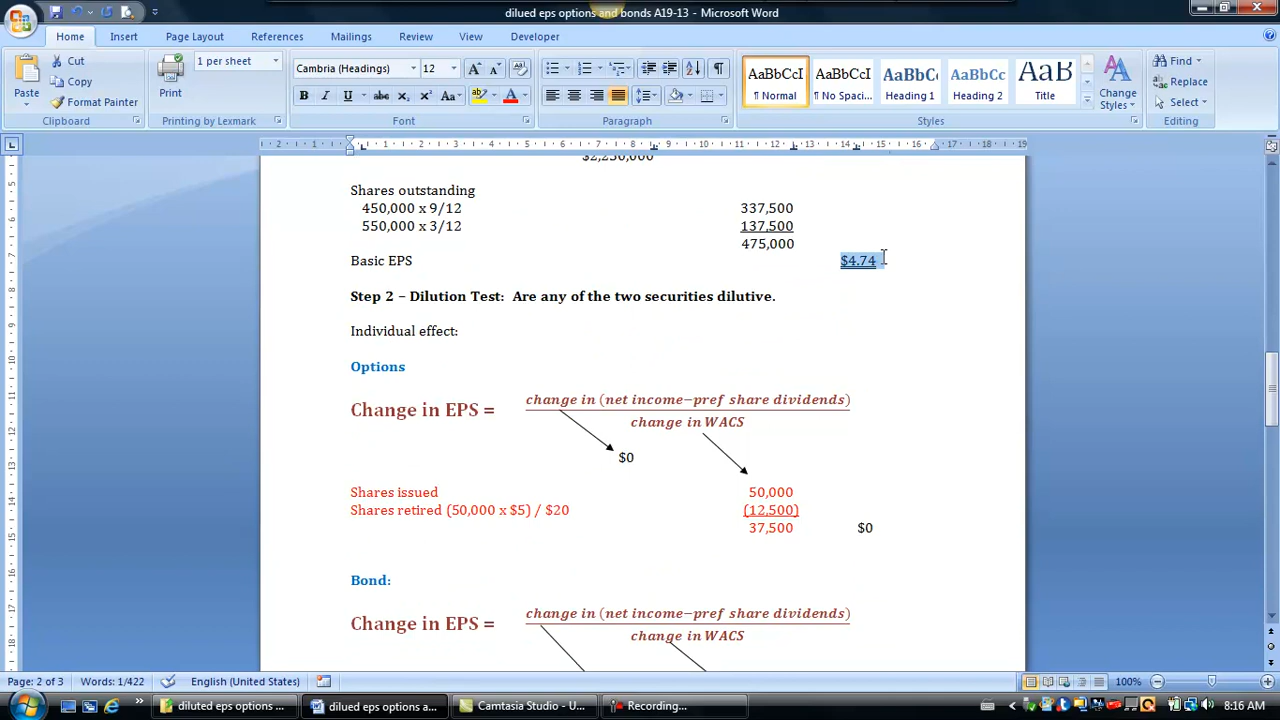 dilued eps options and bonds A19-13 - Microsoft Word
Home Insert Page Layout References Mailings Review View Developer
Paste
Cut
Copy
Format Painter
Clipboard
Print
1 per sheet
Printing by Lexmark
Cambria (Headings) 12
Font
Paragraph
AaBbCcI
¶ Normal
AaBbCcI
¶ No Spaci...
AaBbCc
Heading 1
AaBbCc
Heading 2
AaB
Title
Change Styles
Styles
Find
Replace
Select
Editing
$2,250,000
Shares outstanding
450,000 x 9/12 337,500
550,000 x 3/12 137,500
475,000
Basic EPS $4.74
Step 2 – Dilution Test: Are any of the two securities dilutive.
Individual effect:
Options
Change in EPS = change in (net income−pref share dividends)
change in WACS
$0
Shares issued 50,000
Shares retired (50,000 x $5) / $20 (12,500)
37,500 $0
Bond:
Change in EPS = change in (net income−pref share dividends)
change in WACS
Page: 2 of 3 Words: 1/422 English (United States) 100%
diluted eps options ... dilued eps options a... Camtasia Studio - U... Recording... 8:16 AM